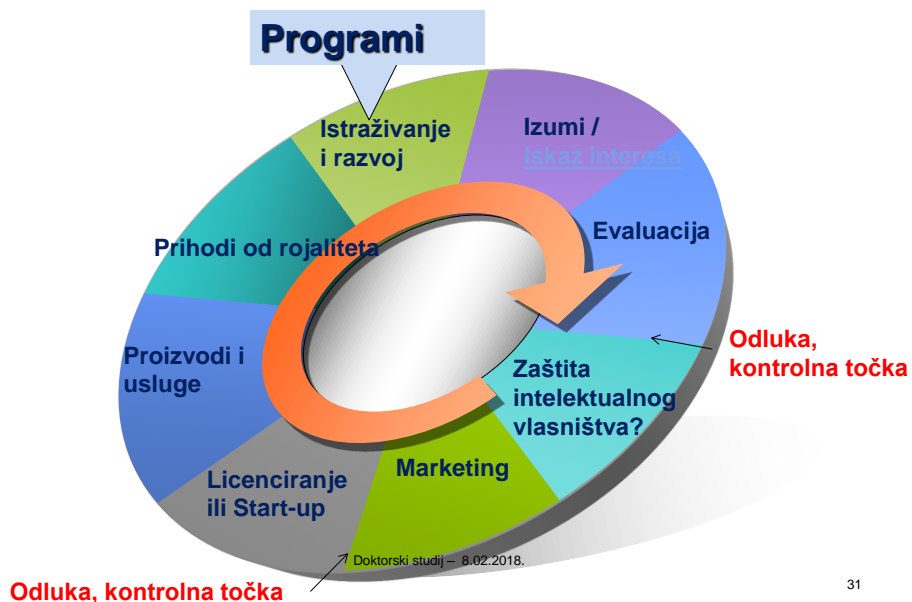 Programi
Istraživanje
i razvoj
Izumi /
Iskaz interesa
Evaluacija
Prihodi od rojaliteta
Odluka,
kontrolna točka
Zaštita
intelektualnog
vlasništva?
Proizvodi i
usluge
Marketing
Licenciranje
ili Start-up
Doktorski studij – 8.02.2018.
Odluka, kontrolna točka
31